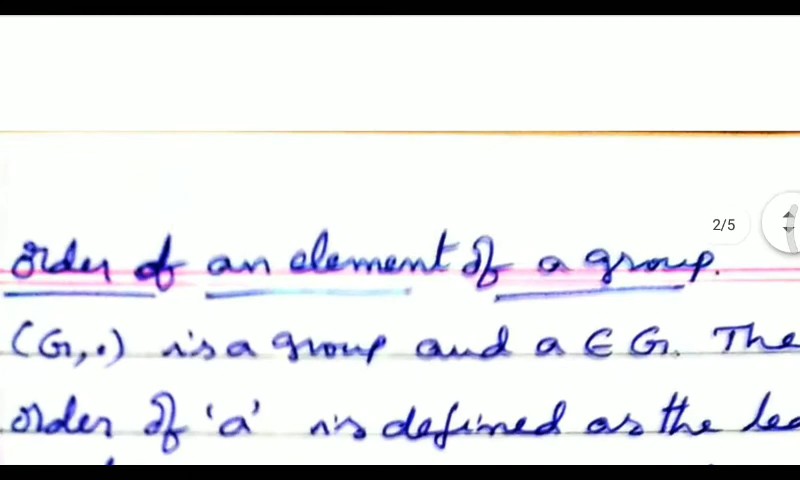 order of an element of a group.
(G,.) is a group and a ∈ G. The
order of 'a' is defined as the
2/5